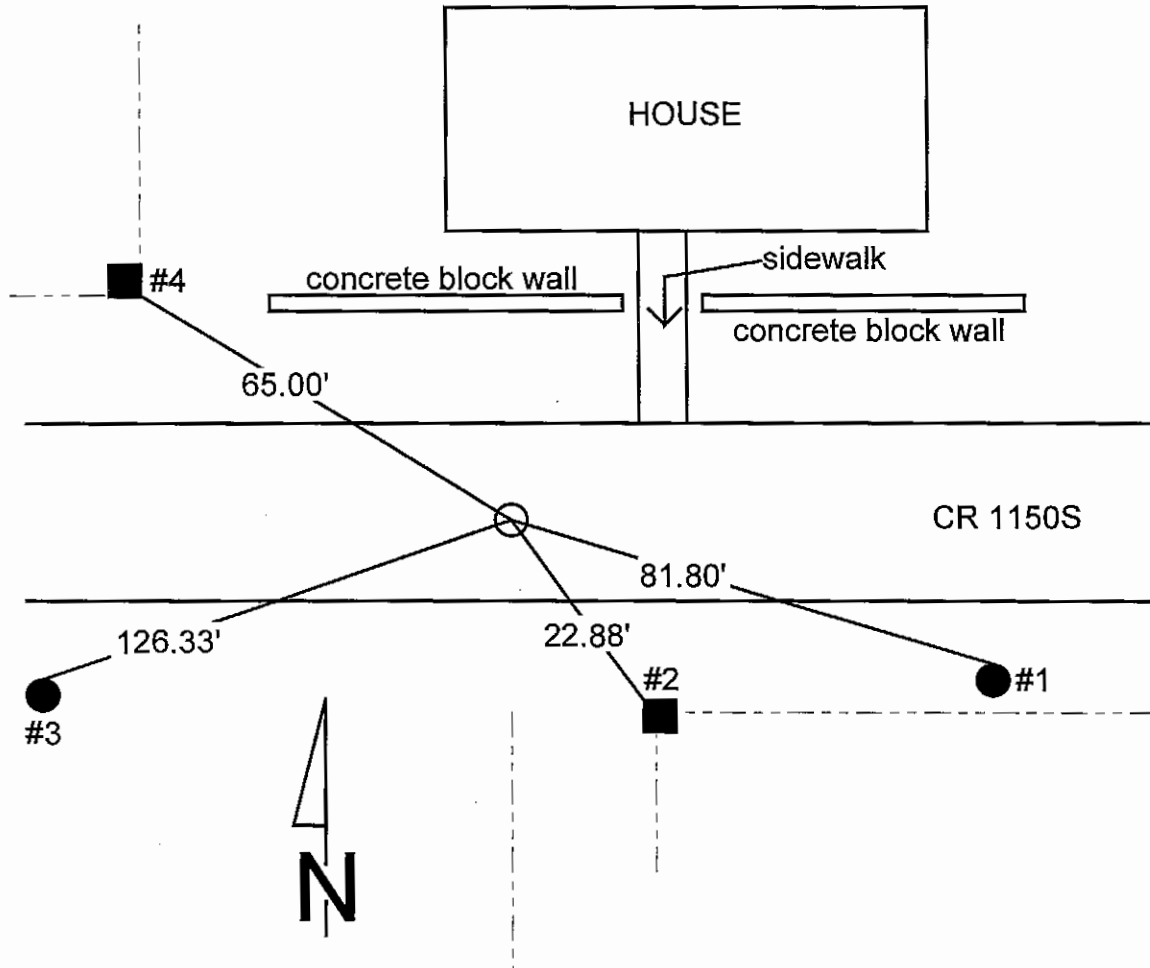 HOUSE
sidewalk
#4
concrete block wall
concrete block wall
65.00'
CR 1150S
81.80'
126.33'
22.88'
#2
#1
#3
N